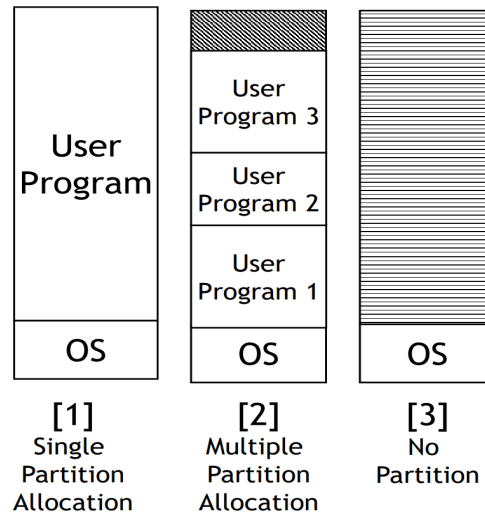 User
Program
OS
[1]
Single
Partition
Allocation
User
Program 3
User
Program 2
User
Program 1
OS
[2]
Multiple
Partition
Allocation
OS
[3]
No
Partition